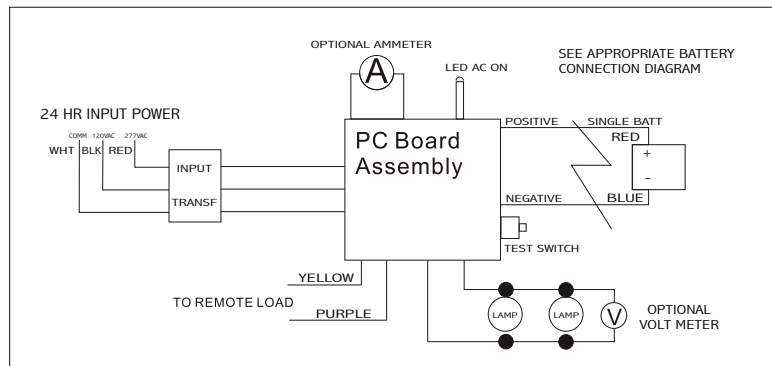 OPTIONAL AMMETER
A
LED AC ON
SEE APPROPRIATE BATTERY
CONNECTION DIAGRAM
24 HR INPUT POWER
COMM 120VAC 277VAC
WHT BLK RED
INPUT
TRANSF
PC Board
Assembly
POSITIVE
SINGLE BATT
RED
+
-
NEGATIVE
BLUE
TEST SWITCH
YELLOW
TO REMOTE LOAD
PURPLE
LAMP
LAMP
V
OPTIONAL
VOLT METER